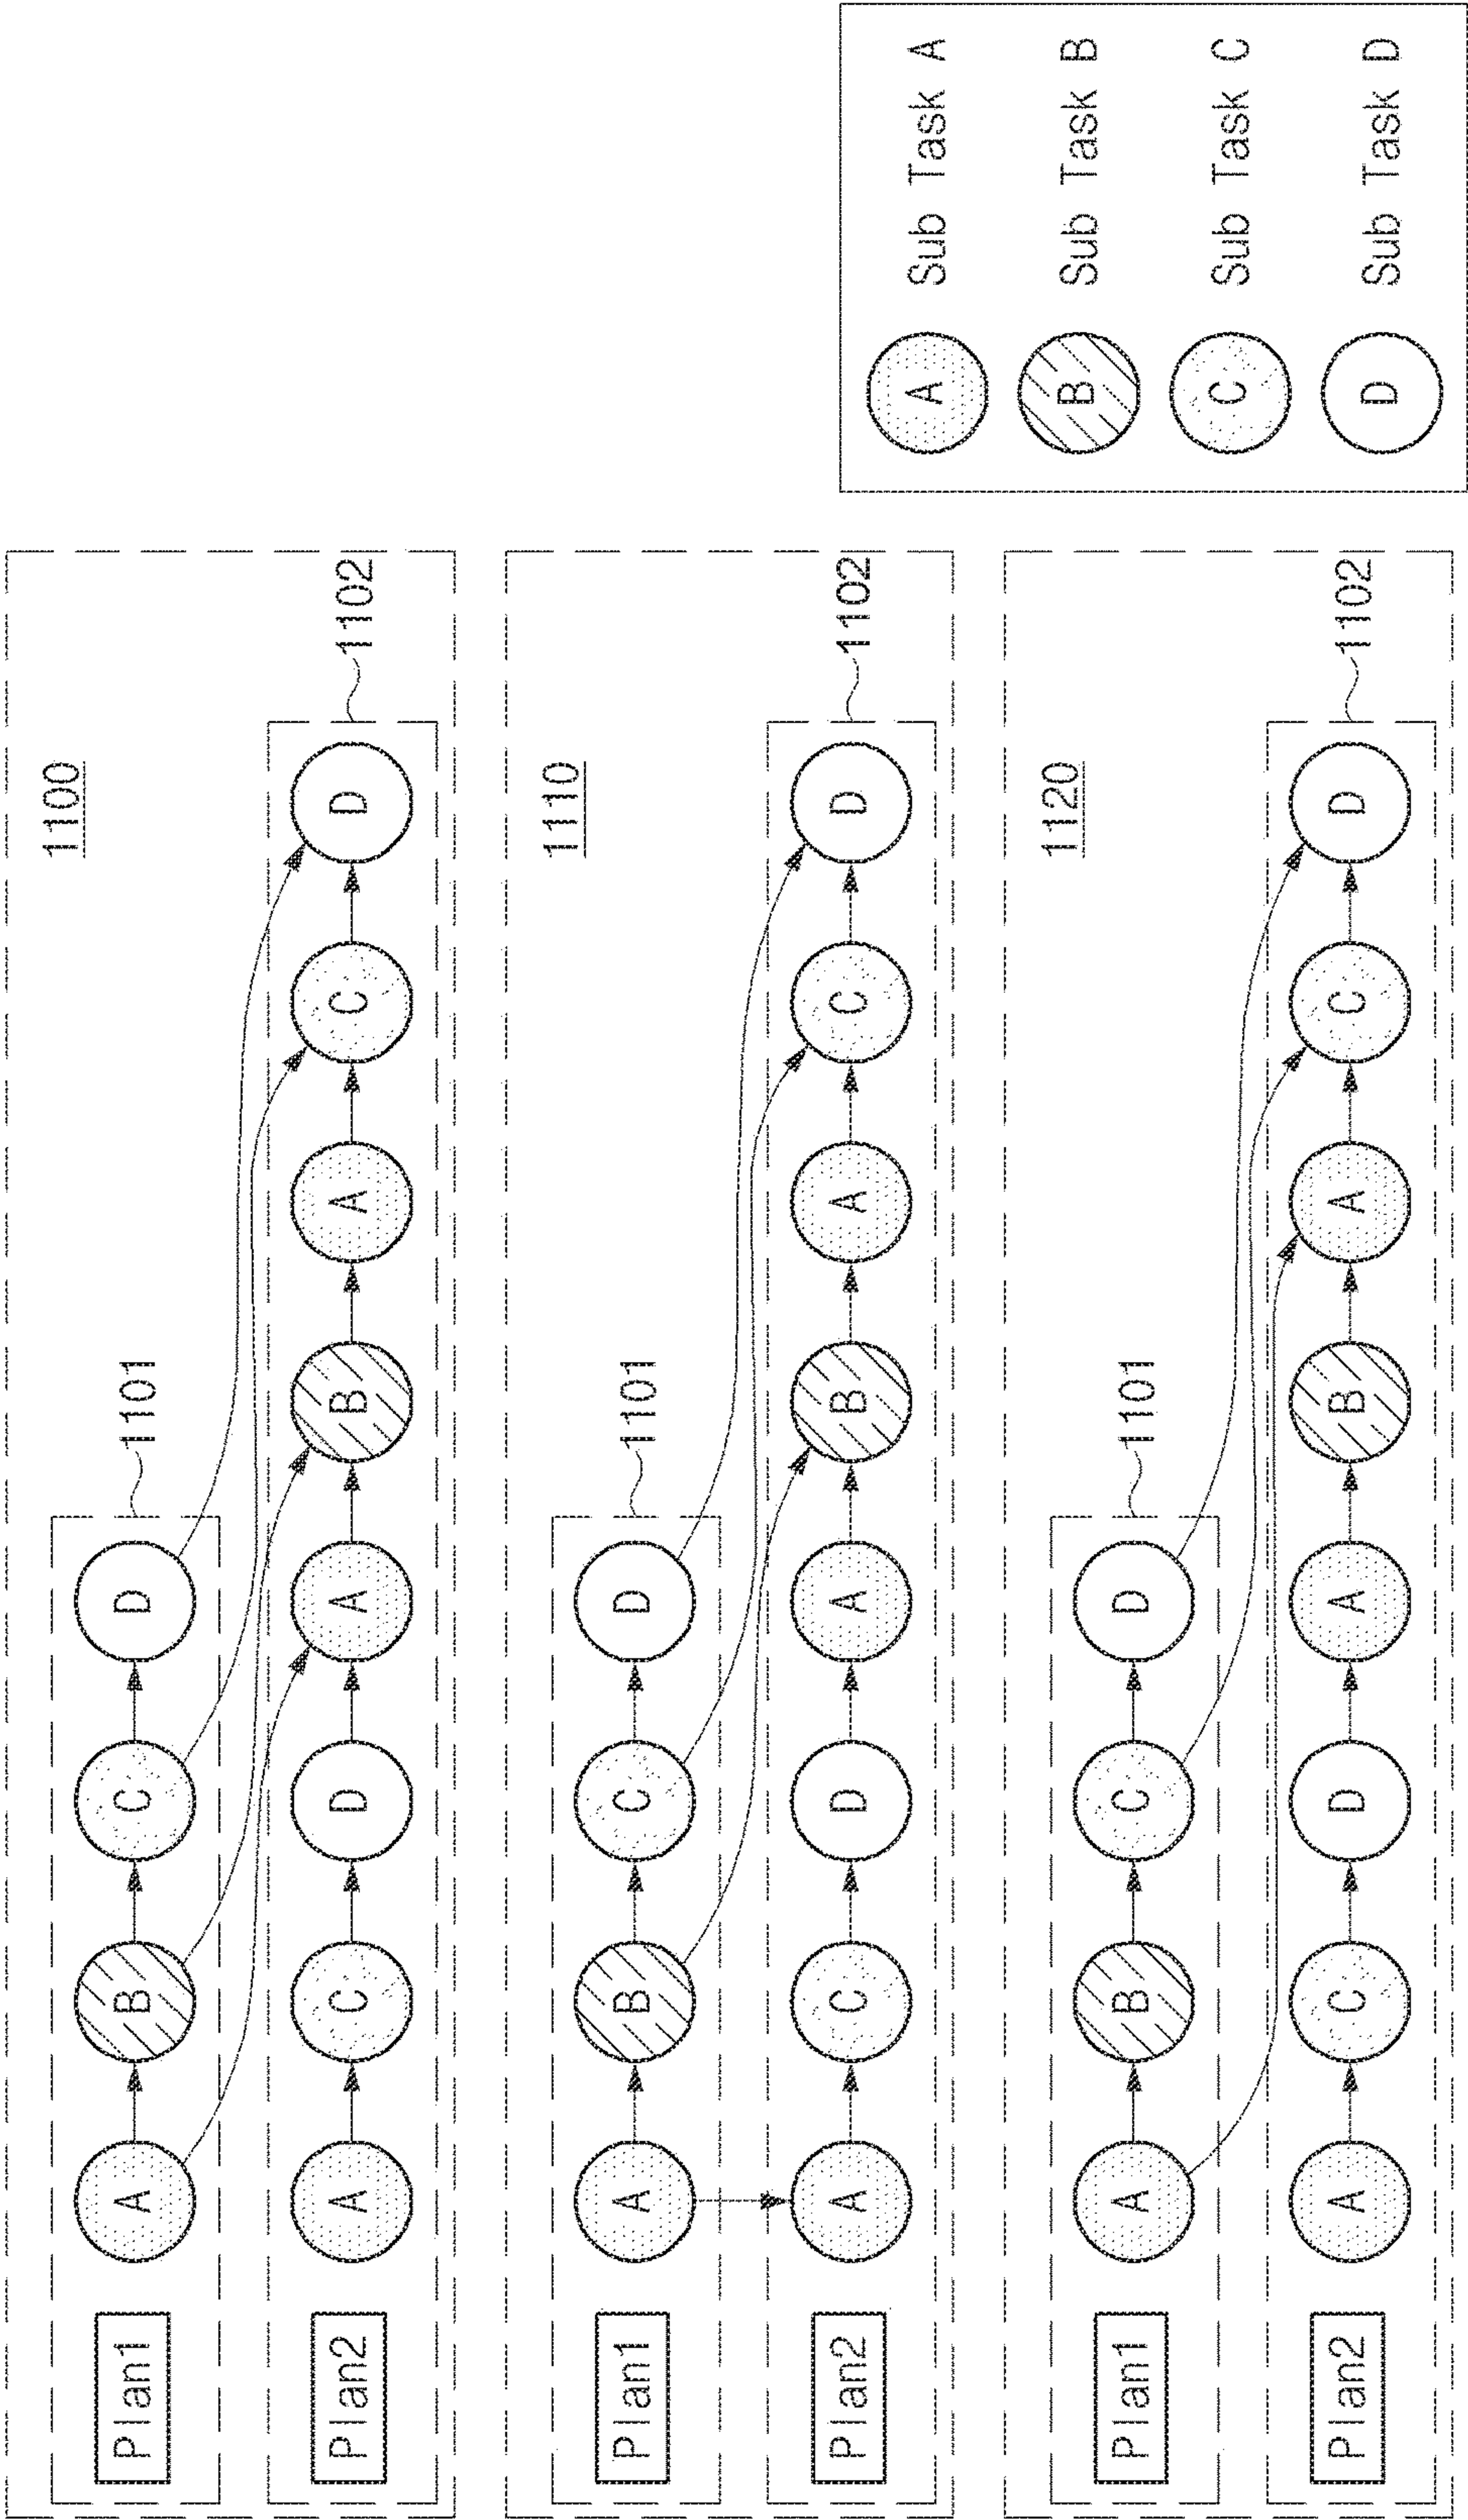 1100
1101
Plan1 A B C D
1102
Plan2 A C D A B A C D
1110
1101
Plan1 A B C D
1102
Plan2 A C D A B A C D
1120
1101
Plan1 A B C D
1102
Plan2 A C D A B A C D
A Sub Task A
B Sub Task B
C Sub Task C
D Sub Task D